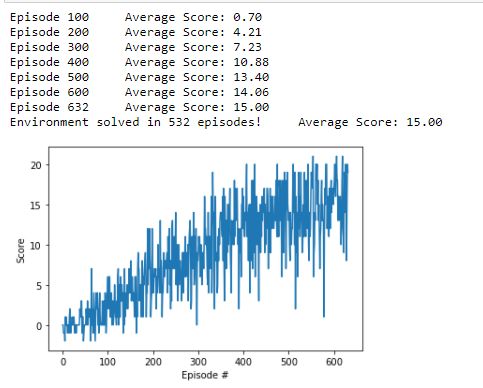 Episode 100 Average Score: 0.70
Episode 200 Average Score: 4.21
Episode 300 Average Score: 7.23
Episode 400 Average Score: 10.88
Episode 500 Average Score: 13.40
Episode 600 Average Score: 14.06
Episode 632 Average Score: 15.00
Environment solved in 532 episodes! Average Score: 15.00
20
15
10
5
0
Score
0 100 200 300 400 500 600
Episode #